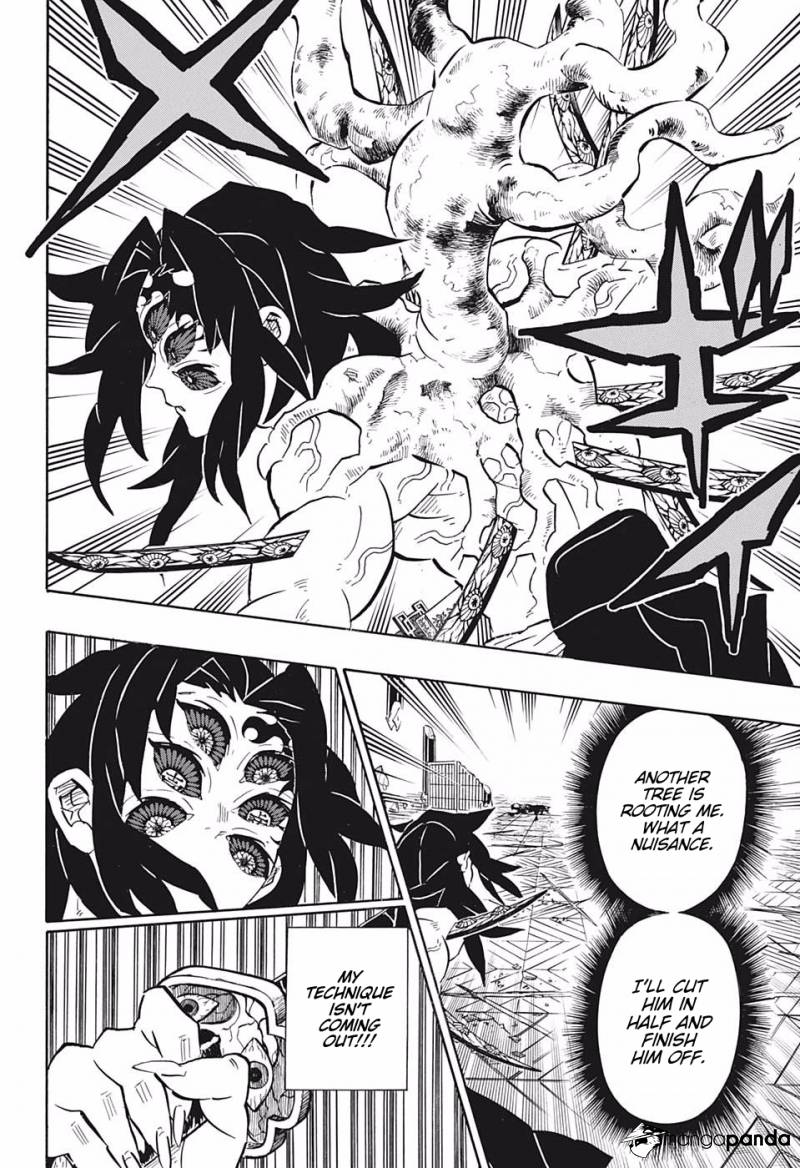 ANOTHER
TREE IS
ROOTING ME.
WHAT A
NUISANCE.
I'LL CUT
HIM IN
HALF AND
FINISH
HIM OFF.
MY
TECHNIQUE
ISN'T
COMING
OUT!!!
mangapanda